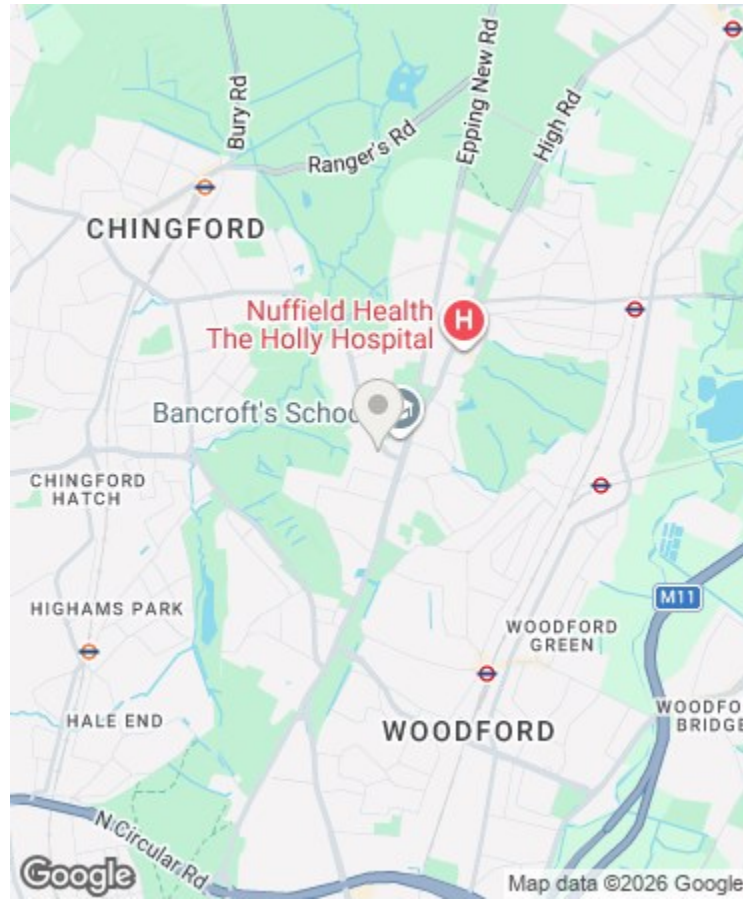 Bury Rd
Epping New Rd
High Rd
Ranger's Rd
CHINGFORD
Nuffield Health
The Holly Hospital
H
Bancroft's Schoo
CHINGFORD
HATCH
M11
HIGHAMS PARK
WOODFORD
GREEN
HALE END
WOODFORD
WOODFO
BRIDGE
N Circular Rd
Google
Map data ©2026 Google